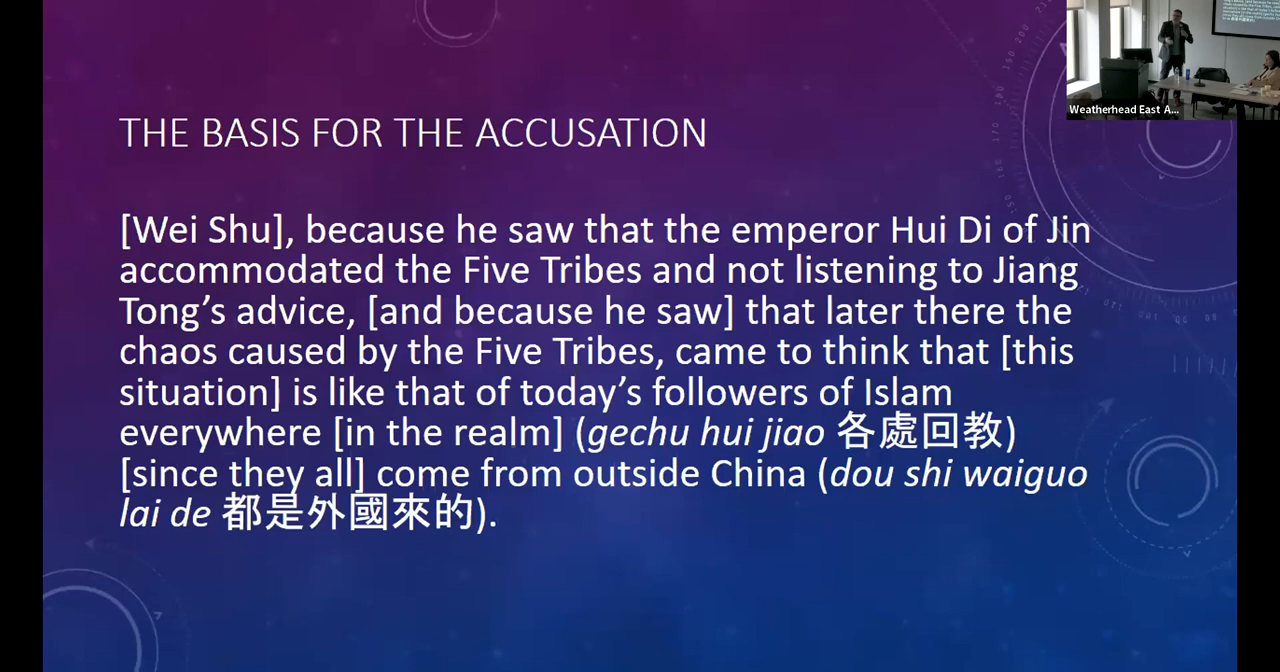 THE BASIS FOR THE ACCUSATION
[Wei Shu], because he saw that the emperor Hui Di of Jin
accommodated the Five Tribes and not listening to Jiang
Tong’s advice, [and because he saw] that later there the
chaos caused by the Five Tribes, came to think that [this
situation] is like that of today’s followers of Islam
everywhere [in the realm] (gechu hui jiao 各處回教)
[since they all] come from outside China (dou shi waiguo
lai de 都是外國來的).
Weatherhead East A...